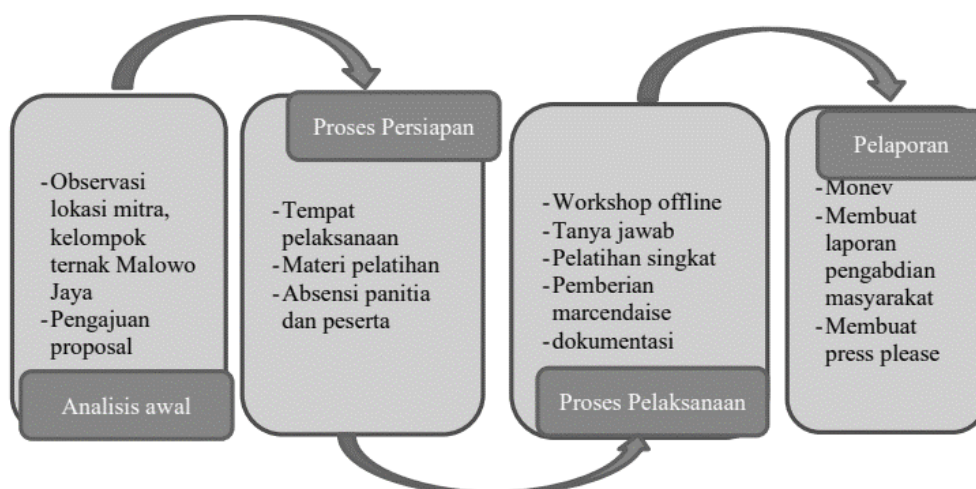 -Observasi
lokasi mitra,
kelompok
ternak Malowo
Jaya
-Pengajuan
proposal
Analisis awal
Proses Persiapan
-Tempat
pelaksanaan
-Materi pelatihan
-Absensi panitia
dan peserta
-Workshop offline
-Tanya jawab
-Pelatihan singkat
-Pemberian
marcendaise
-dokumentasi
Proses Pelaksanaan
Pelaporan
-Monev
-Membuat
laporan
pengabdian
masyarakat
-Membuat
press please